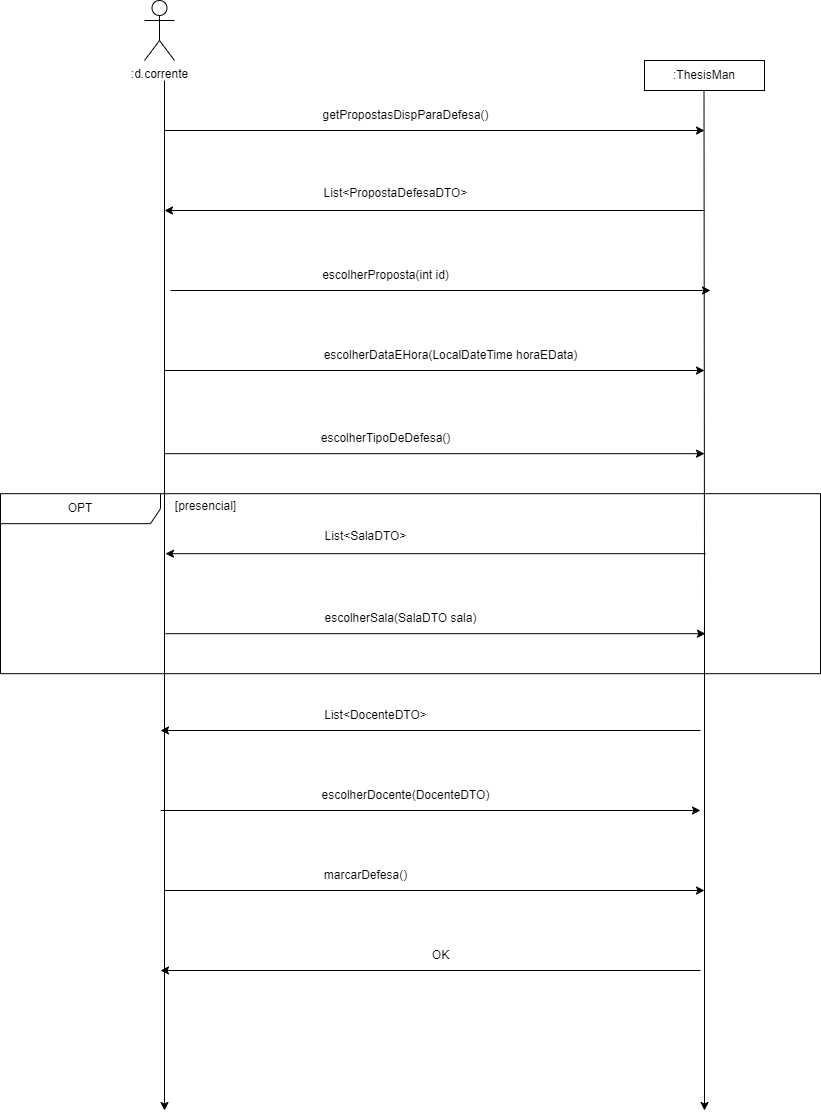 :d.corrente
:ThesisMan
getPropostasDispParaDefesa()
List<PropostaDefesaDTO>
escolherProposta(int id)
escolherDataEHora(LocalDateTime horaEData)
escolherTipoDeDefesa()
OPT
[presencial]
List<SalaDTO>
escolherSala(SalaDTO sala)
List<DocenteDTO>
escolherDocente(DocenteDTO)
marcarDefesa()
OK